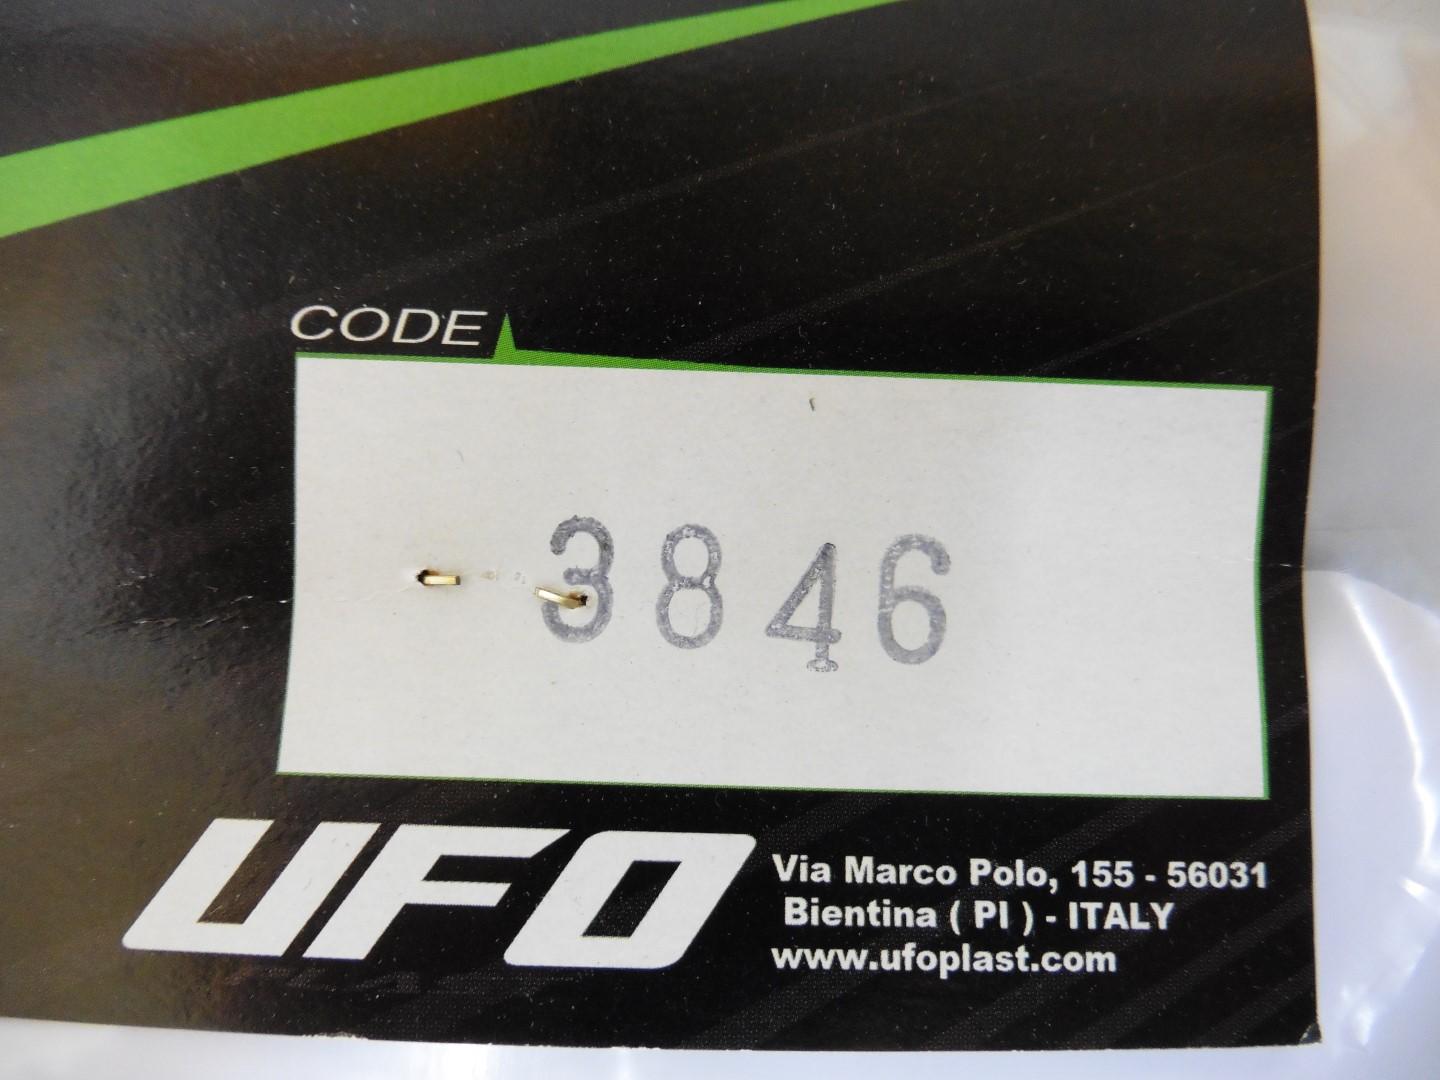 CODE
3846
UFO
Via Marco Polo, 155 - 56031
Bientina ( PI ) - ITALY
www.ufoplast.com